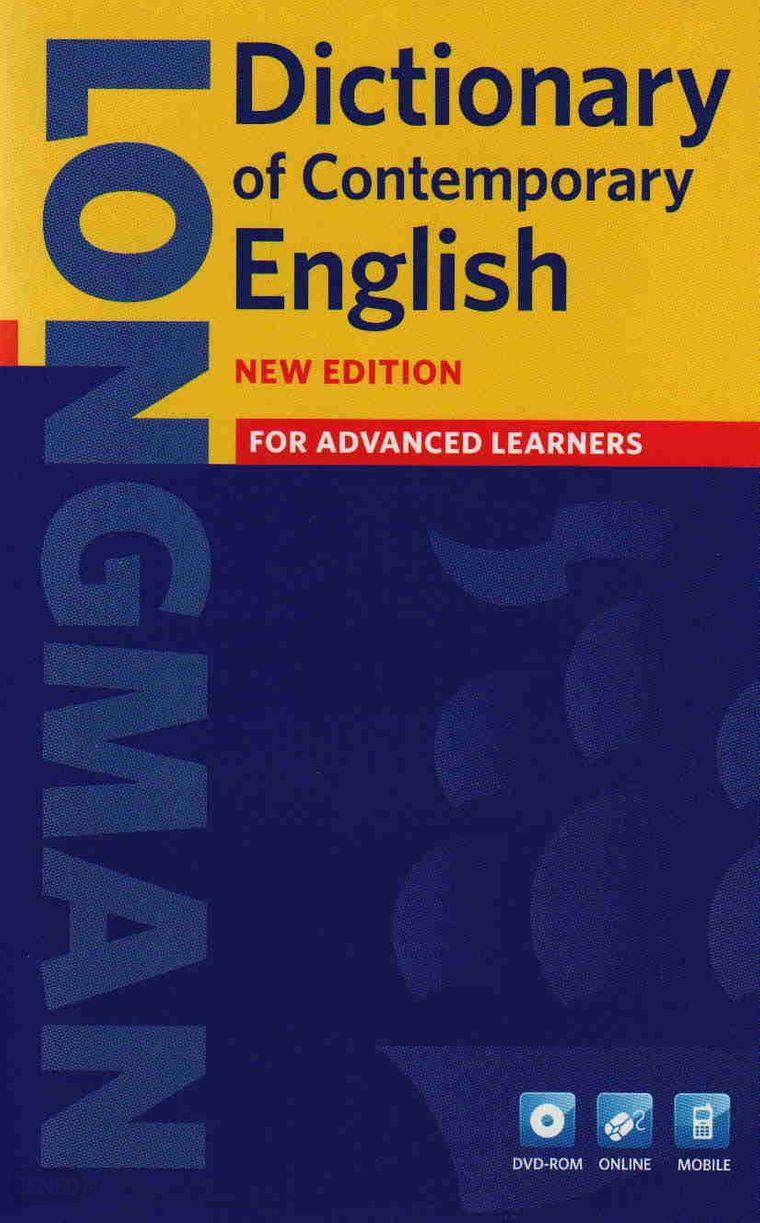 LONGMAN
Dictionary
of Contemporary
English
NEW EDITION
FOR ADVANCED LEARNERS
DVD-ROM ONLINE MOBILE